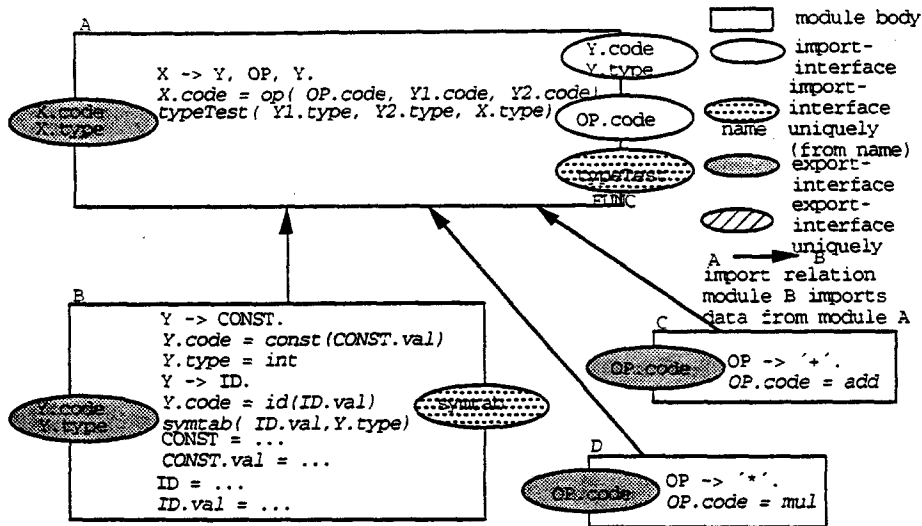 A
X -> Y, OP, Y.
X.code = op( OP.code, Y1.code, Y2.code)
typeTest( Y1.type, Y2.type, X.type)
X.code
X.type
Y.code
Y.type
OP.code
typeTest
FUNC
module body
import-
interface
import-
interface
name uniquely
(from name)
export-
interface
export-
interface
uniquely
A B
import relation
module B imports
data from module A
B
Y -> CONST.
Y.code = const(CONST.val)
Y.type = int
Y -> ID.
Y.code = id(ID.val)
symtab( ID.val,Y.type)
CONST = ...
CONST.val = ...
ID = ...
ID.val = ...
Y.code
Y.type
symtab
C
OP.code
OP -> ´+´.
OP.code = add
D
OP.code
OP -> ´*´.
OP.code = mul